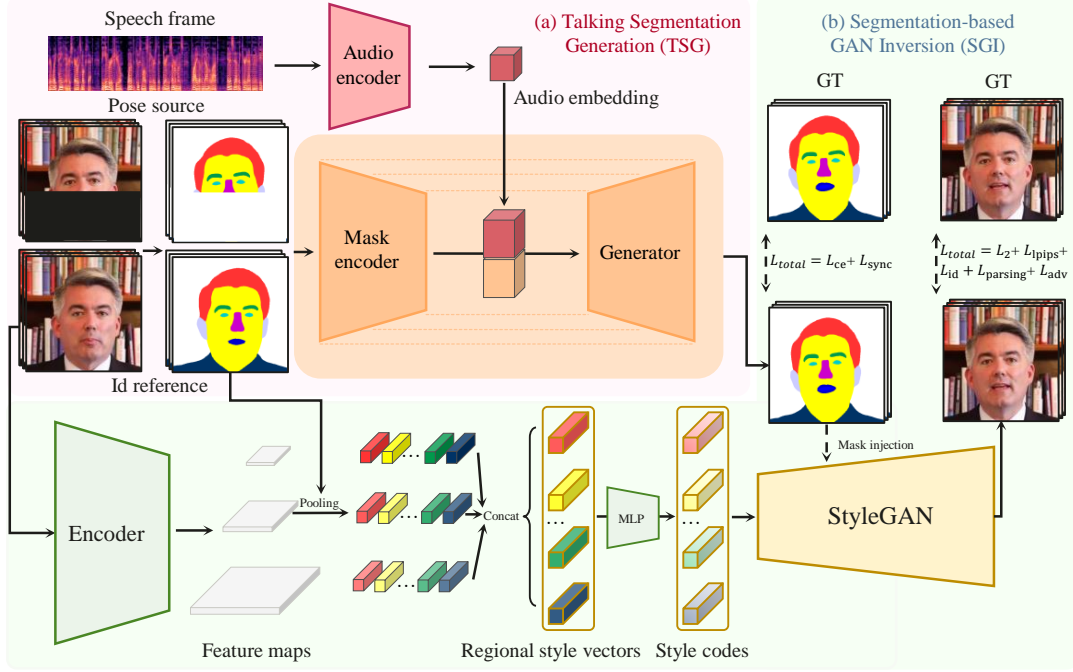 Speech frame
Audio
encoder
(a) Talking Segmentation
Generation (TSG)
(b) Segmentation-based
GAN Inversion (SGI)
GT
GT
Audio embedding
Pose source
Mask
encoder
Generator
L_total = L_ce+ L_sync
L_total = L_2+ L_lpips+
L_id + L_parsing+ L_adv
Id reference
Mask injection
Encoder
Pooling
...
...
...
Concat
...
MLP
...
StyleGAN
Feature maps
Regional style vectors
Style codes